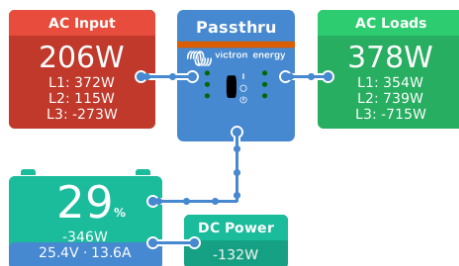 AC Input
206W
L1: 372W
L2: 115W
L3: -273W
Passthru
victron energy
I
AC Loads
378W
L1: 354W
L2: 739W
L3: -715W
29%
-346W
25.4V · 13.6A
DC Power
-132W